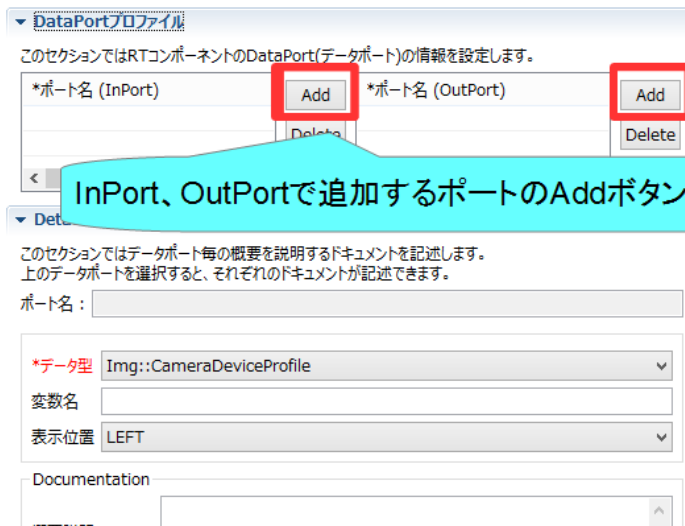 DataPortプロファイル
このセクションではRTコンポーネントのDataPort(データポート)の情報を設定します。
*ポート名 (InPort) Add *ポート名 (OutPort) Add
Delete Delete
InPort、OutPortで追加するポートのAddボタン
このセクションではデータポート毎の概要を説明するドキュメントを記述します。
上のデータポートを選択すると、それぞれのドキュメントが記述できます。
ポート名：
*データ型 Img::CameraDeviceProfile
変数名
表示位置 LEFT
Documentation